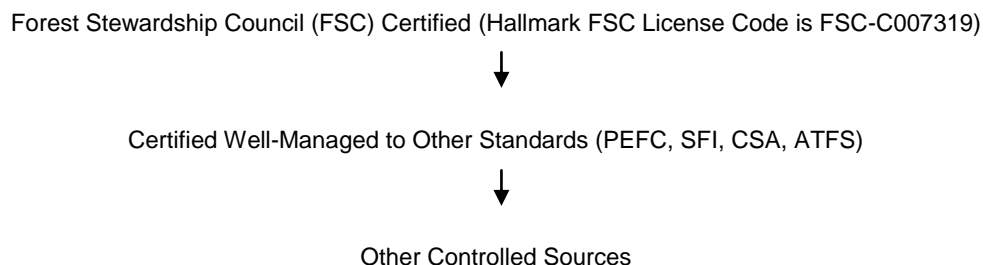 Forest Stewardship Council (FSC) Certified (Hallmark FSC License Code is FSC-C007319)
Certified Well-Managed to Other Standards (PEFC, SFI, CSA, ATFS)
Other Controlled Sources